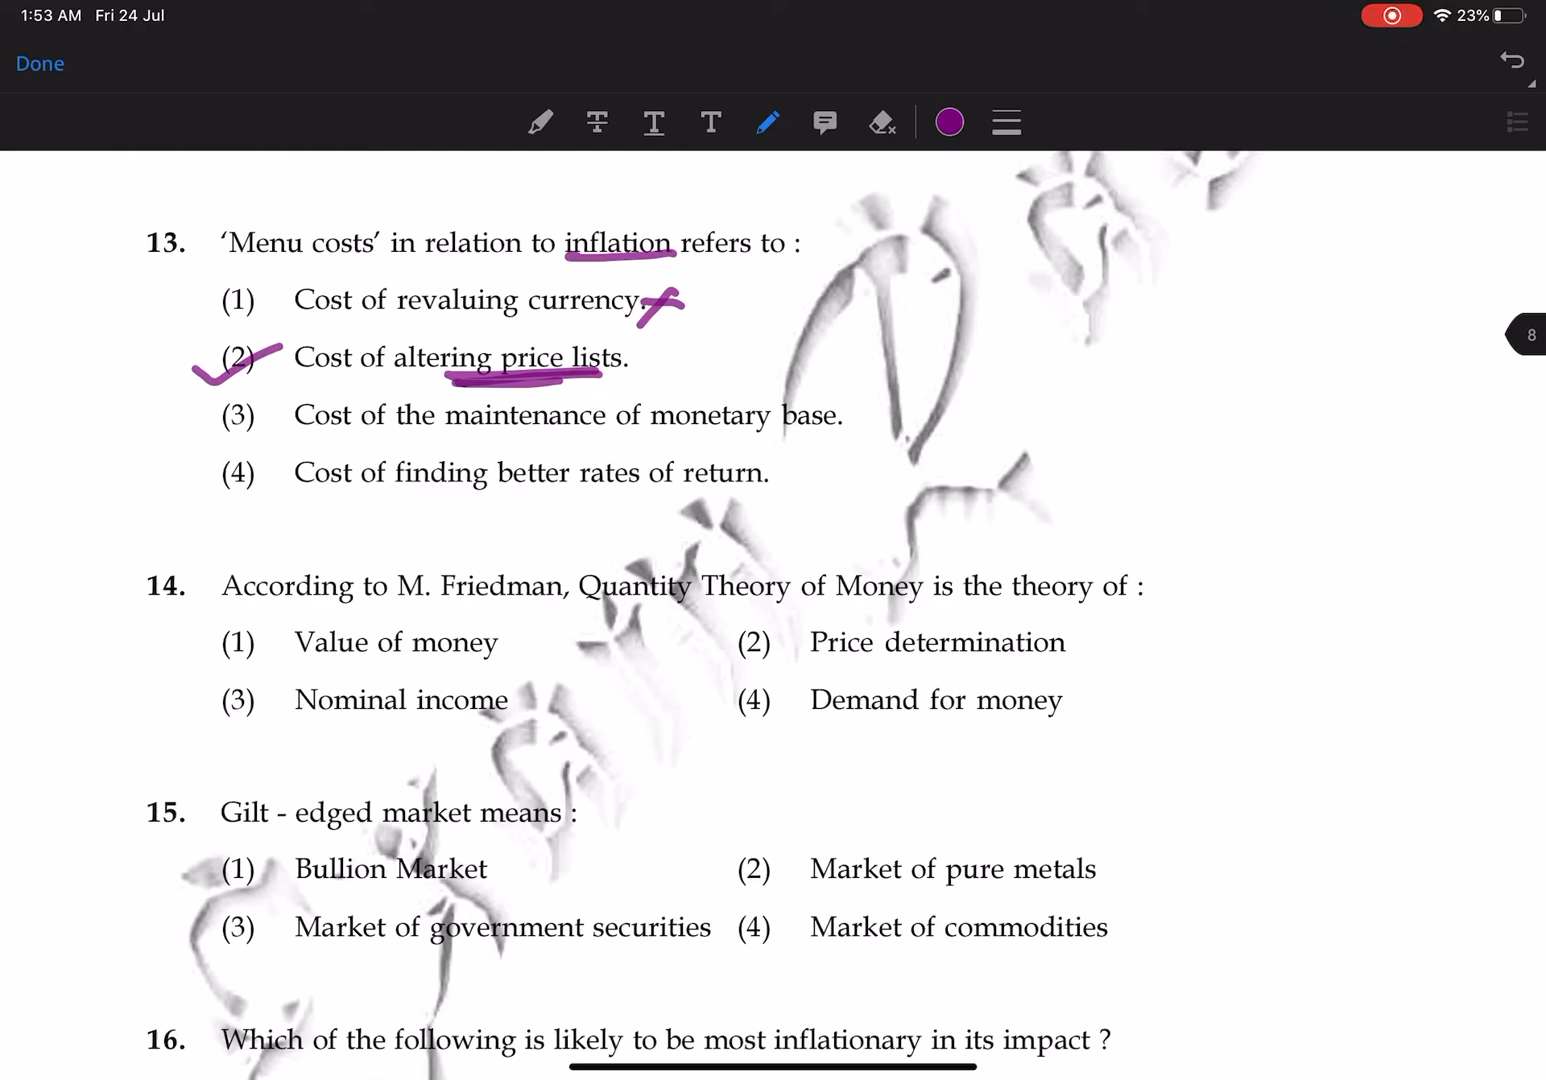 1:53 AM Fri 24 Jul 23%
Done
13. ‘Menu costs’ in relation to inflation refers to :
(1) Cost of revaluing currency.
(2) Cost of altering price lists.
8
(3) Cost of the maintenance of monetary base.
(4) Cost of finding better rates of return.
14. According to M. Friedman, Quantity Theory of Money is the theory of :
(1) Value of money (2) Price determination
(3) Nominal income (4) Demand for money
15. Gilt - edged market means :
(1) Bullion Market (2) Market of pure metals
(3) Market of government securities (4) Market of commodities
16. Which of the following is likely to be most inflationary in its impact ?